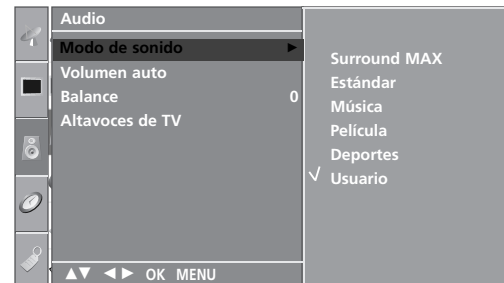 Audio
Modo de sonido ►
Volumen auto
Balance 0
Altavoces de TV
Surround MAX
Estándar
Música
Película
Deportes
√ Usuario
▲▼ ◄► OK MENU